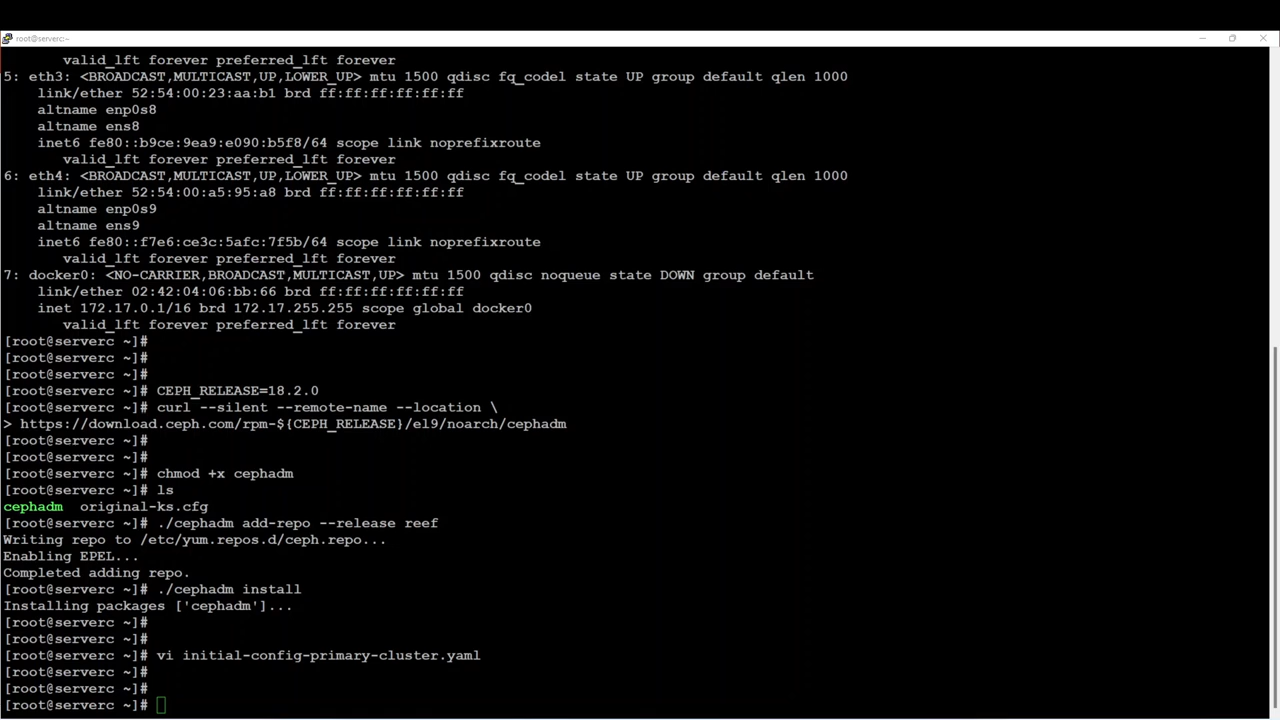 root@serverc:~
valid_lft forever preferred_lft forever
5: eth3: <BROADCAST,MULTICAST,UP,LOWER_UP> mtu 1500 qdisc fq_codel state UP group default qlen 1000
link/ether 52:54:00:23:aa:b1 brd ff:ff:ff:ff:ff:ff
altname enp0s8
altname ens8
inet6 fe80::b9ce:9ea9:e090:b5f8/64 scope link noprefixroute
valid_lft forever preferred_lft forever
6: eth4: <BROADCAST,MULTICAST,UP,LOWER_UP> mtu 1500 qdisc fq_codel state UP group default qlen 1000
link/ether 52:54:00:a5:95:a8 brd ff:ff:ff:ff:ff:ff
altname enp0s9
altname ens9
inet6 fe80::f7e6:ce3c:5afc:7f5b/64 scope link noprefixroute
valid_lft forever preferred_lft forever
7: docker0: <NO-CARRIER,BROADCAST,MULTICAST,UP> mtu 1500 qdisc noqueue state DOWN group default
link/ether 02:42:04:06:bb:66 brd ff:ff:ff:ff:ff:ff
inet 172.17.0.1/16 brd 172.17.255.255 scope global docker0
valid_lft forever preferred_lft forever
[root@serverc ~]#
[root@serverc ~]#
[root@serverc ~]#
[root@serverc ~]# CEPH_RELEASE=18.2.0
[root@serverc ~]# curl --silent --remote-name --location \
> https://download.ceph.com/rpm-${CEPH_RELEASE}/el9/noarch/cephadm
[root@serverc ~]#
[root@serverc ~]#
[root@serverc ~]# chmod +x cephadm
[root@serverc ~]# ls
cephadm  original-ks.cfg
[root@serverc ~]# ./cephadm add-repo --release reef
Writing repo to /etc/yum.repos.d/ceph.repo...
Enabling EPEL...
Completed adding repo.
[root@serverc ~]# ./cephadm install
Installing packages ['cephadm']...
[root@serverc ~]#
[root@serverc ~]#
[root@serverc ~]# vi initial-config-primary-cluster.yaml
[root@serverc ~]#
[root@serverc ~]#
[root@serverc ~]#